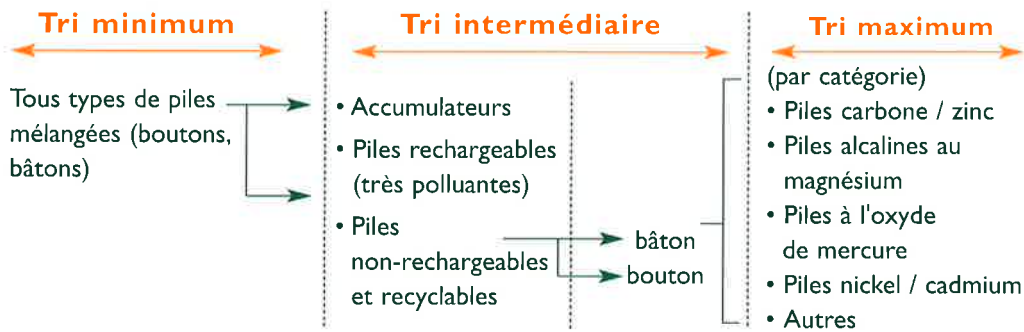 Tri minimum
Tous types de piles
mélangées (boutons,
bâtons)
Tri intermédiaire
• Accumulateurs
• Piles rechargeables
(très polluantes)
• Piles
non-rechargeables
et recyclables
bâton
bouton
Tri maximum
(par catégorie)
• Piles carbone / zinc
• Piles alcalines au
magnésium
• Piles à l'oxyde
de mercure
• Piles nickel / cadmium
• Autres